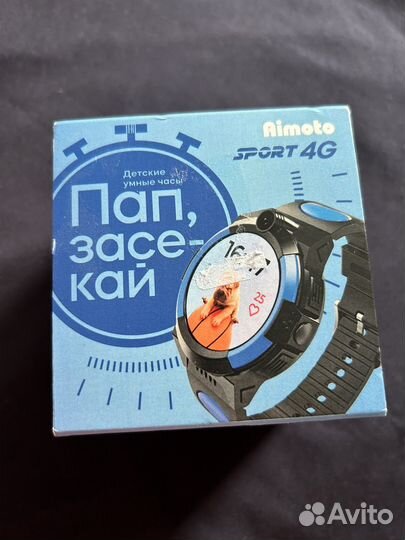 Aimoto
SPORT 4G
Детские
умные часы
Пап,
засе-
кай
Avito